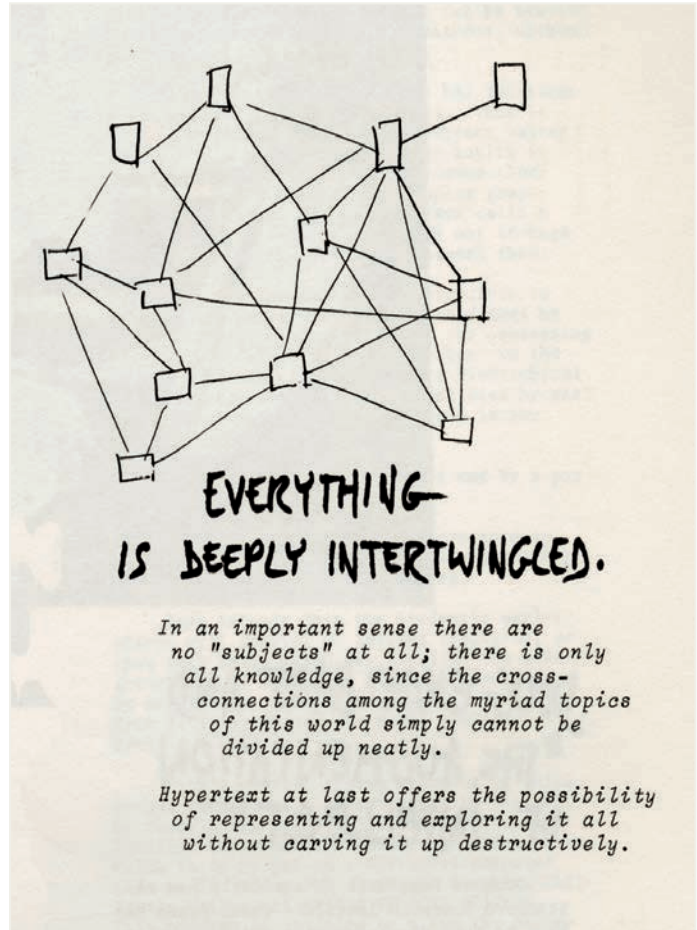 EVERYTHING
IS DEEPLY INTERTWINGLED.
In an important sense there are
no "subjects" at all; there is only
all knowledge, since the cross-
connections among the myriad topics
of this world simply cannot be
divided up neatly.
Hypertext at last offers the possibility
of representing and exploring it all
without carving it up destructively.